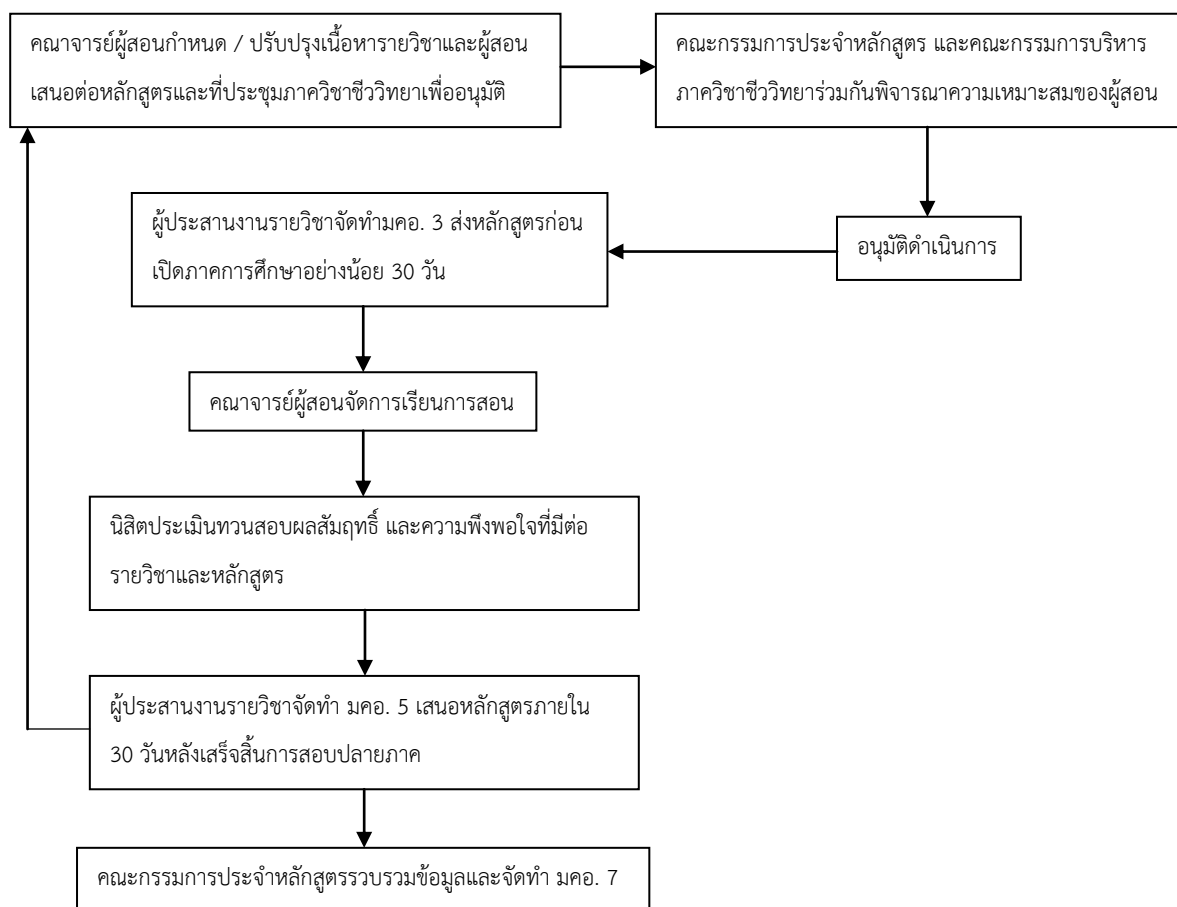 คณาจารย์ผู้สอนกำหนด / ปรับปรุงเนื้อหารายวิชาและผู้สอน
เสนอต่อหลักสูตรและที่ประชุมภาควิชาชีววิทยาเพื่ออนุมัติ
คณะกรรมการประจำหลักสูตร และคณะกรรมการบริหาร
ภาควิชาชีววิทยาร่วมกันพิจารณาความเหมาะสมของผู้สอน
อนุมัติดำเนินการ
ผู้ประสานงานรายวิชาจัดทำมคอ. 3 ส่งหลักสูตรก่อน
เปิดภาคการศึกษาอย่างน้อย 30 วัน
คณาจารย์ผู้สอนจัดการเรียนการสอน
นิสิตประเมินทวนสอบผลสัมฤทธิ์ และความพึงพอใจที่มีต่อ
รายวิชาและหลักสูตร
ผู้ประสานงานรายวิชาจัดทำ มคอ. 5 เสนอหลักสูตรภายใน
30 วันหลังเสร็จสิ้นการสอบปลายภาค
คณะกรรมการประจำหลักสูตรรวบรวมข้อมูลและจัดทำ มคอ. 7